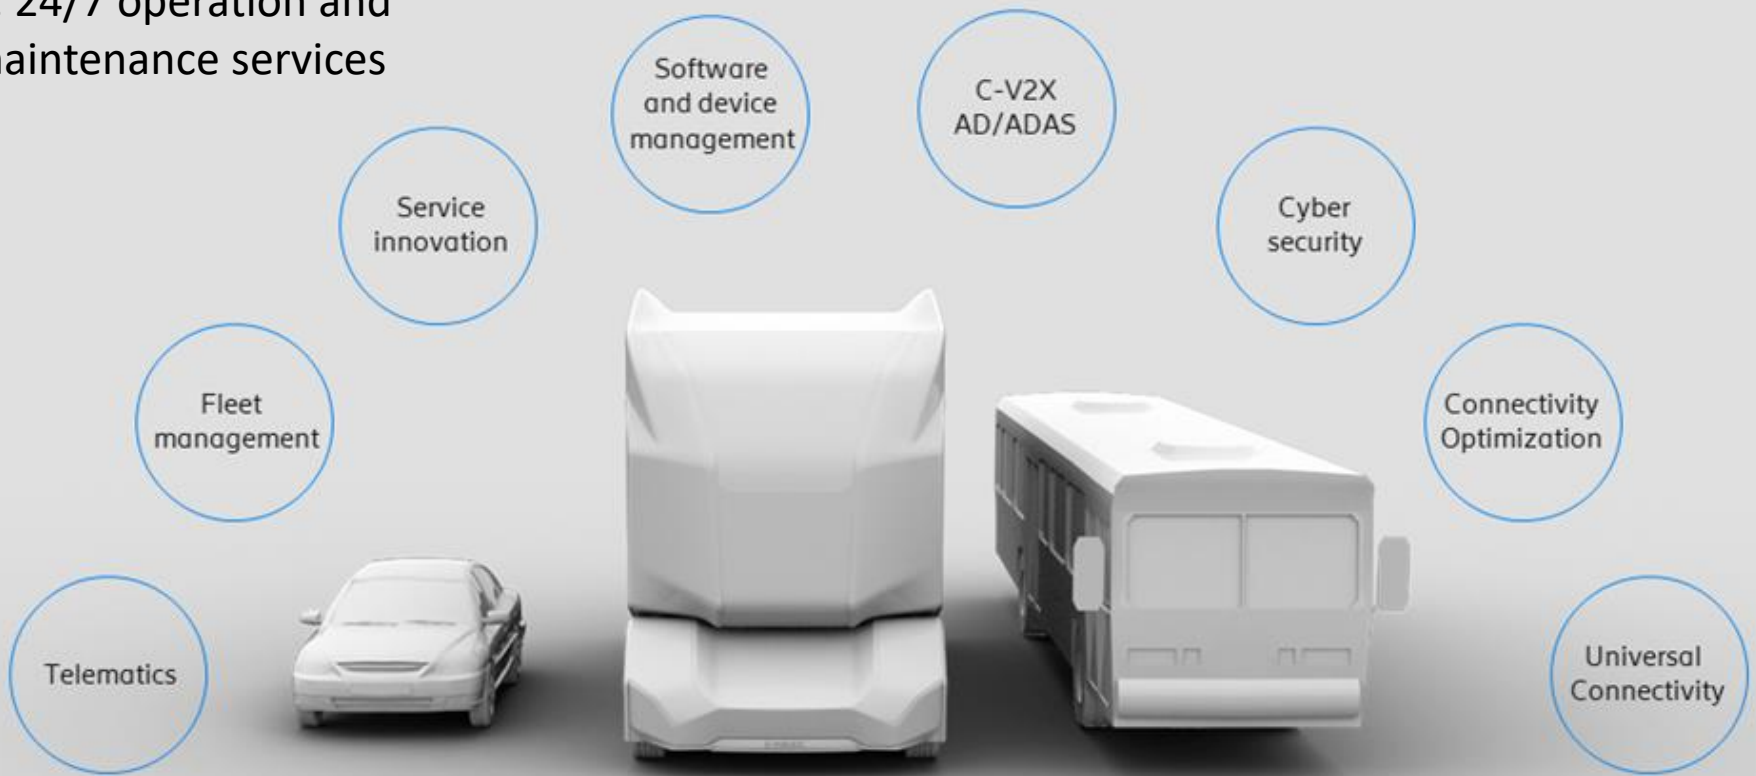 24/7 operation and
maintenance services
Software
and device
management
C-V2X
AD/ADAS
Service
innovation
Cyber
security
Fleet
management
Connectivity
Optimization
Telematics
Universal
Connectivity